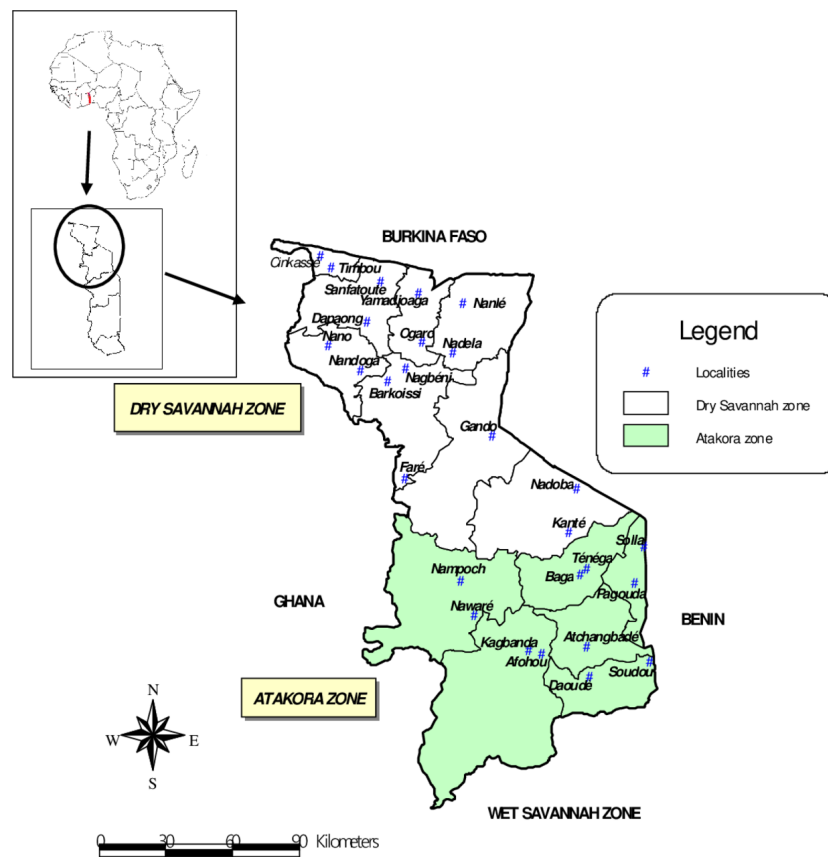 BURKINA FASO
Cinkassé
Timbou
Sanfatoute
Yamadjoaga
Nanlé
Dapaong
Ogaro
Nano
Nadela
Nandoga
Nagbéni
Barkoissi
DRY SAVANNAH ZONE
Gando
Faré
Nadoba
Kanté
Solla
Ténéga
Nampoch
Baga
Pagouda
GHANA
Nawaré
BENIN
Kagbanda
Atchangbadé
Afohou
Soudou
Daoudé
ATAKORA ZONE
WET SAVANNAH ZONE
Legend
# Localities
Dry Savannah zone
Atakora zone
N
W E
S
0 30 60 90 Kilometers